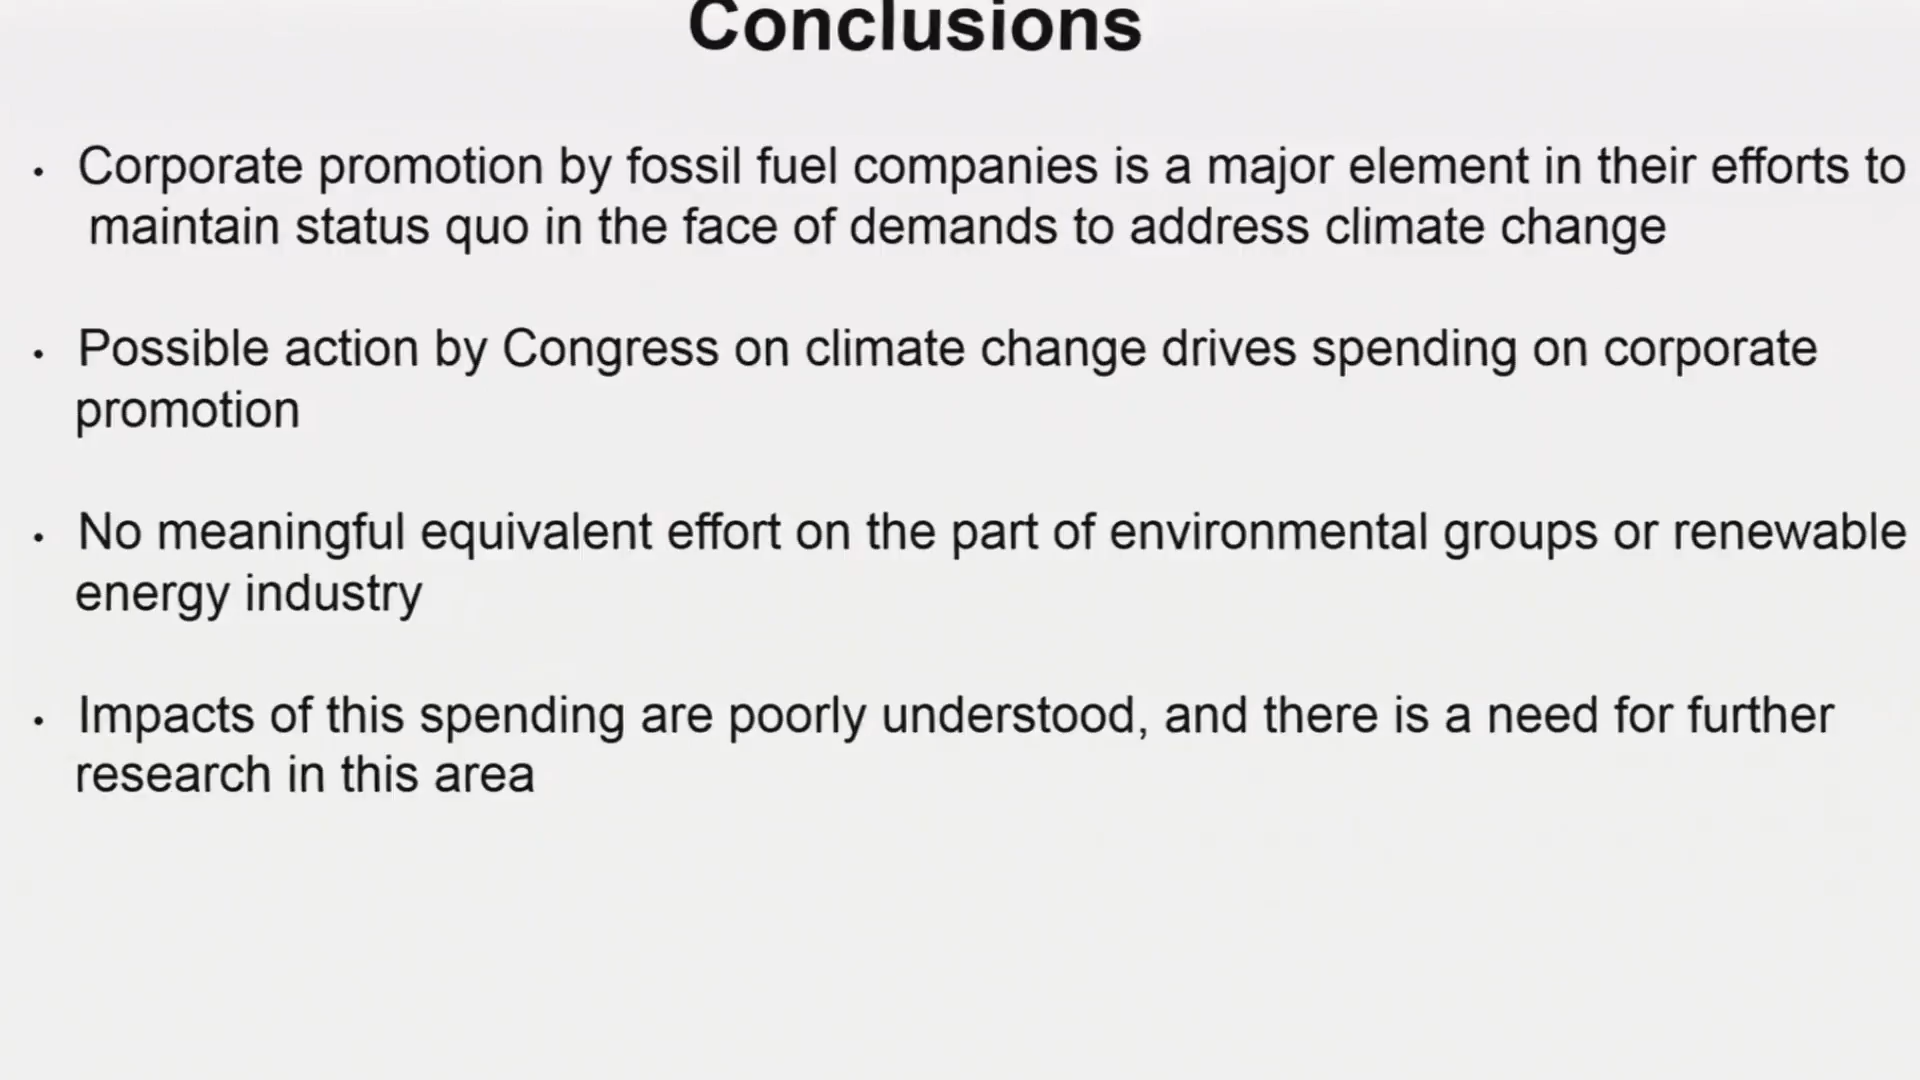 Conclusions
• Corporate promotion by fossil fuel companies is a major element in their efforts to
maintain status quo in the face of demands to address climate change
• Possible action by Congress on climate change drives spending on corporate
promotion
• No meaningful equivalent effort on the part of environmental groups or renewable
energy industry
• Impacts of this spending are poorly understood, and there is a need for further
research in this area